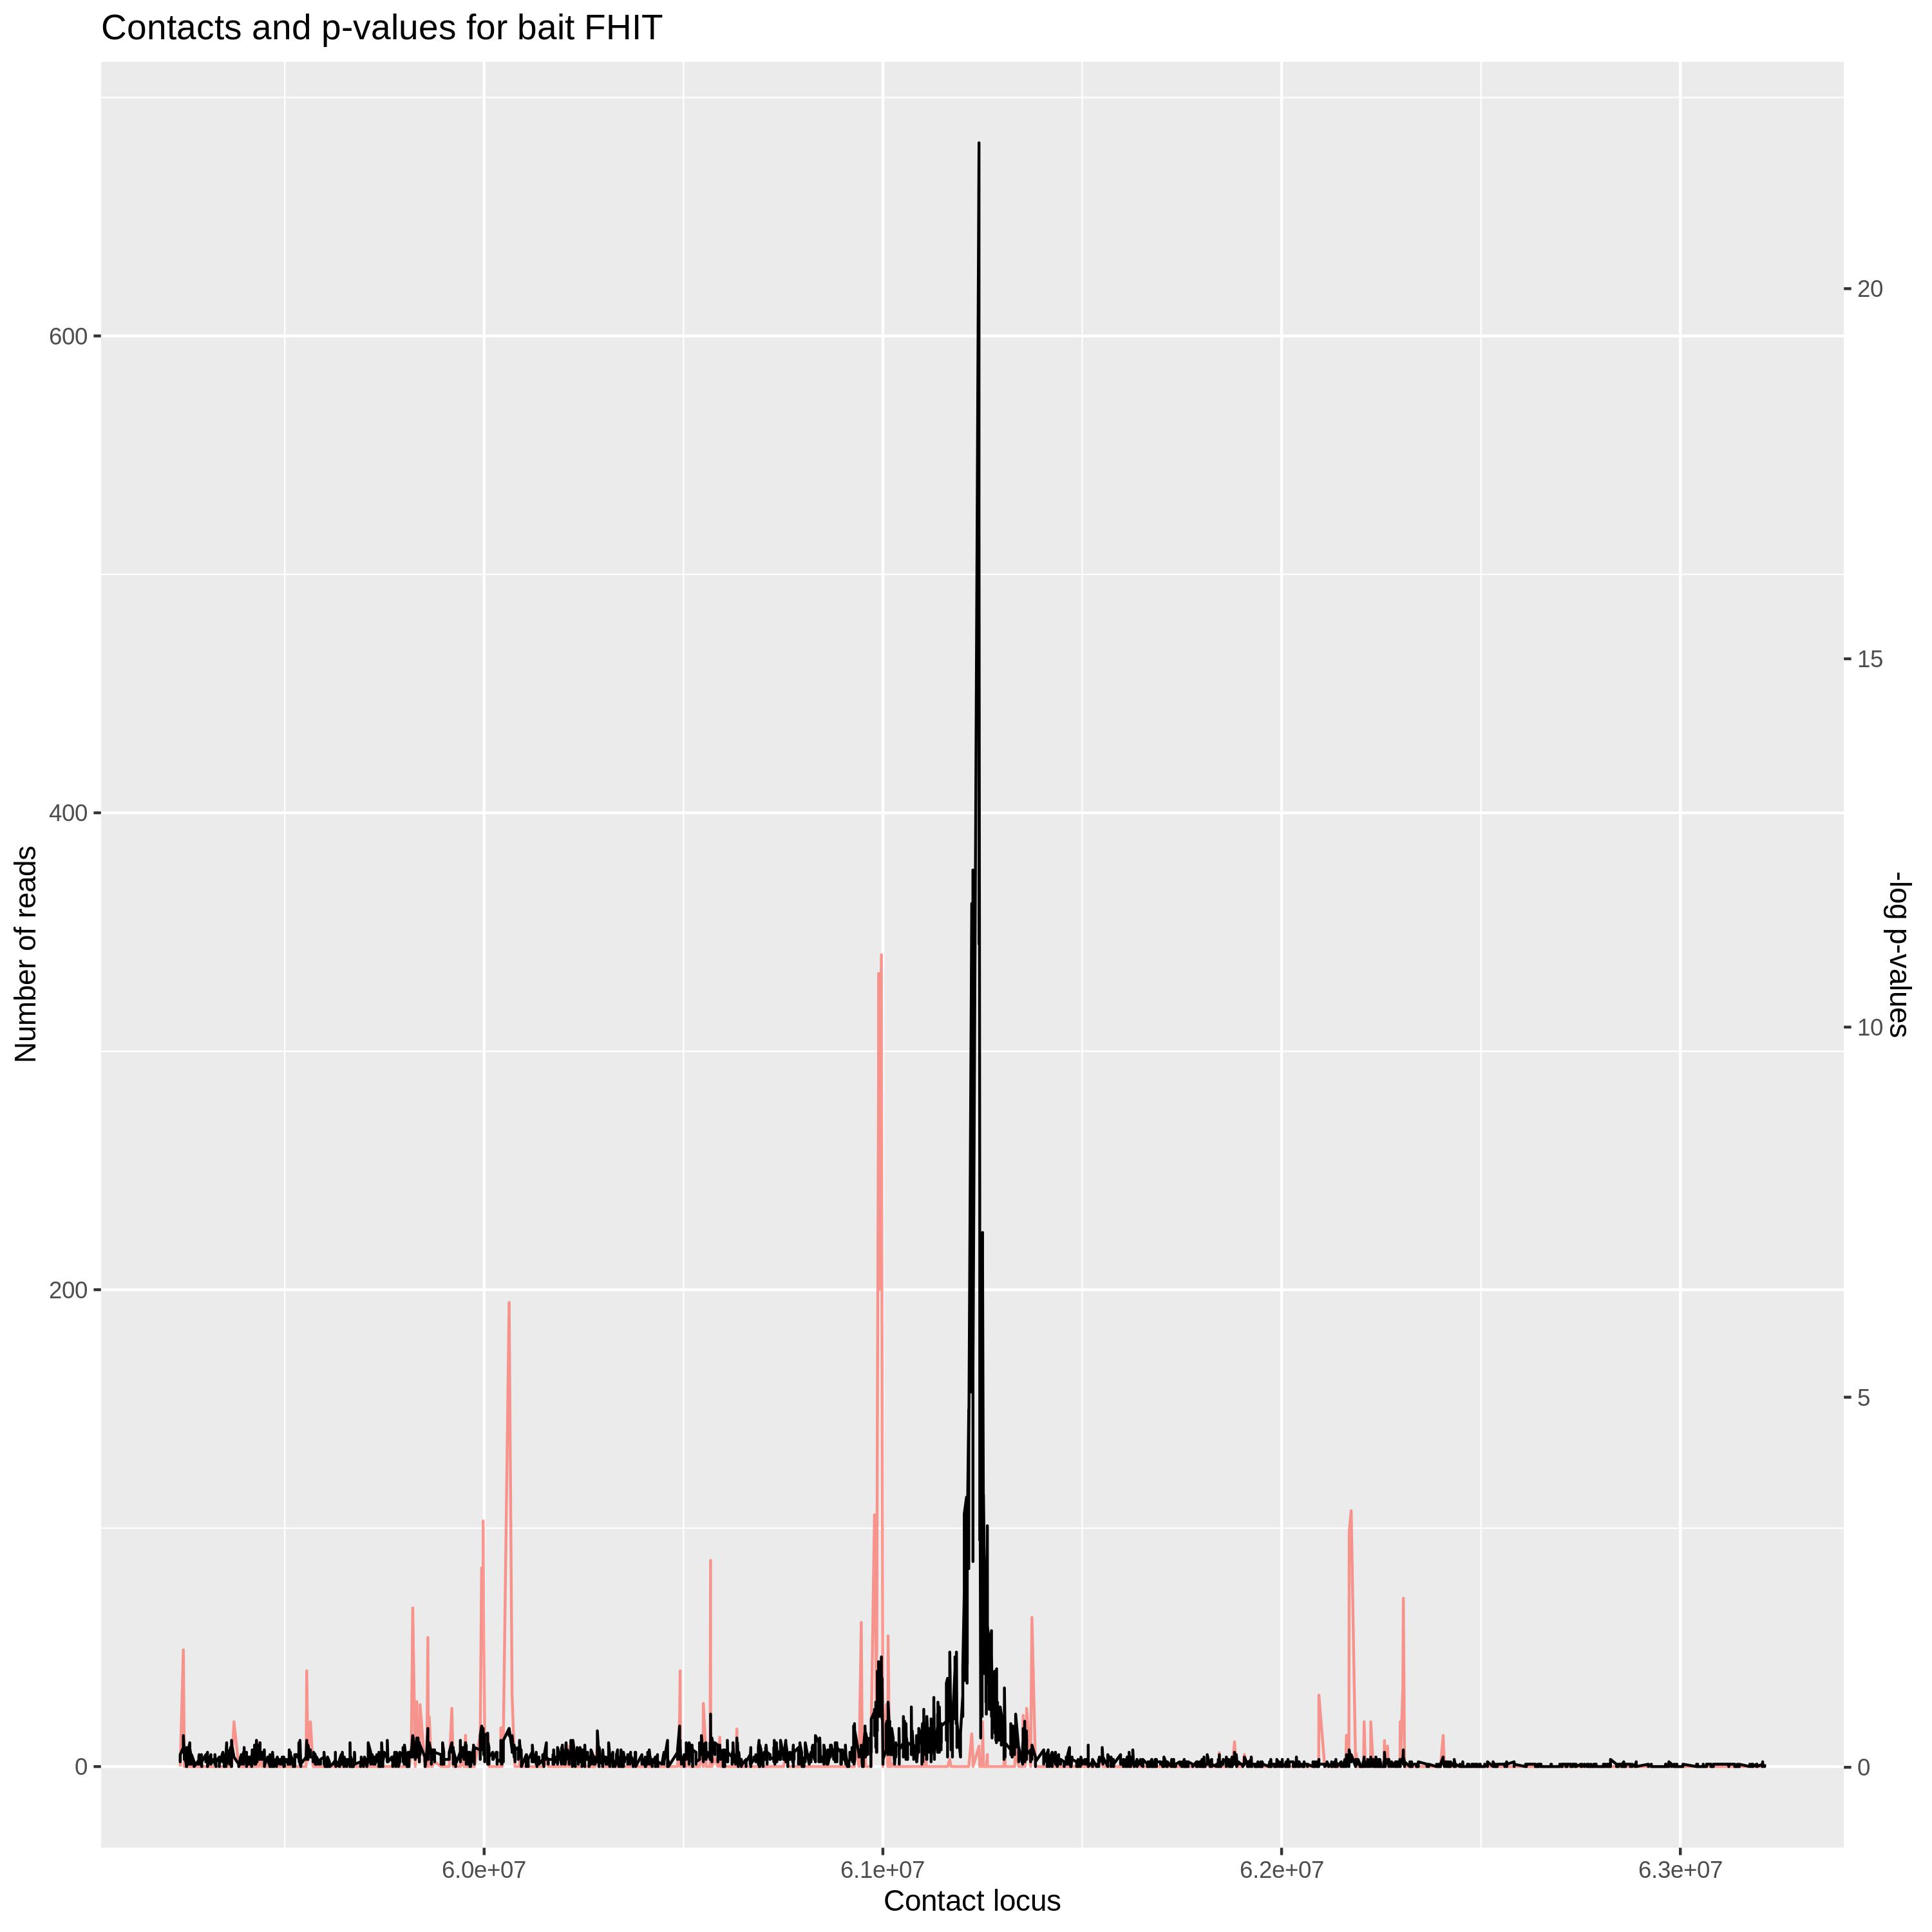 Contacts and p-values for bait FHIT
Number of reads
600
400
200
0
20
15
10
5
0
-log p-values
6.0e+07
6.1e+07
6.2e+07
6.3e+07
Contact locus